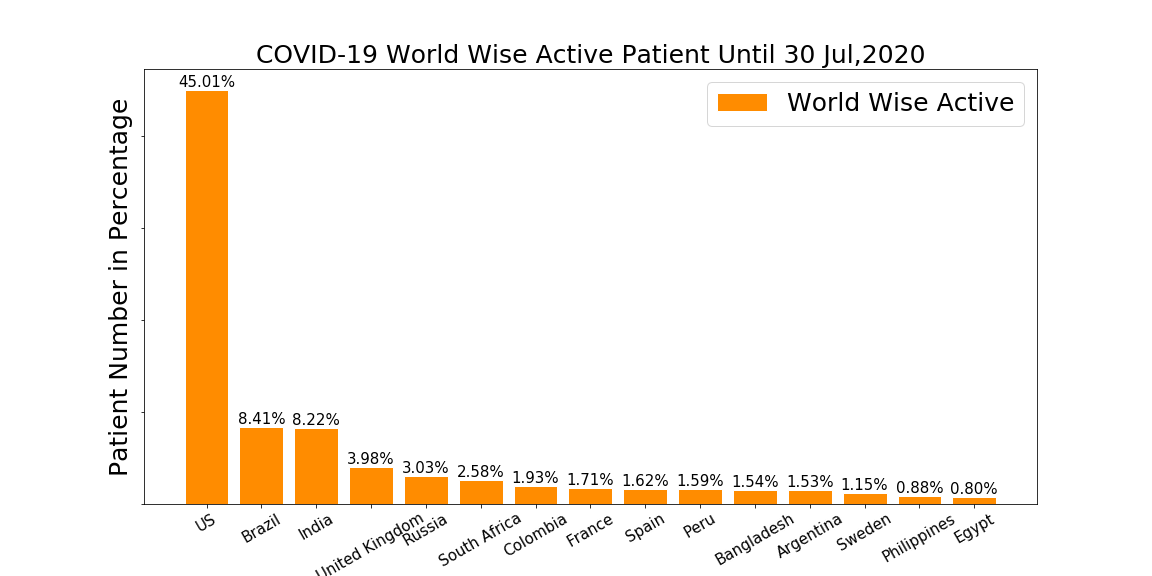 COVID-19 World Wise Active Patient Until 30 Jul,2020
World Wise Active
Patient Number in Percentage
45.01%
8.41%
8.22%
3.98%
3.03%
2.58%
1.93%
1.71%
1.62%
1.59%
1.54%
1.53%
1.15%
0.88%
0.80%
US
Brazil
India
United Kingdom
Russia
South Africa
Colombia
France
Spain
Peru
Bangladesh
Argentina
Sweden
Philippines
Egypt